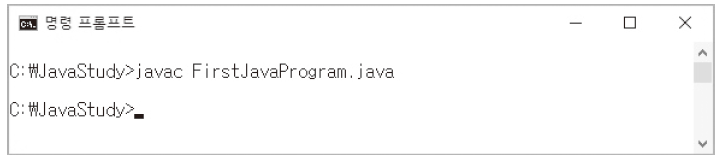 명령 프롬프트
C:₩JavaStudy>javac FirstJavaProgram.java
C:₩JavaStudy>